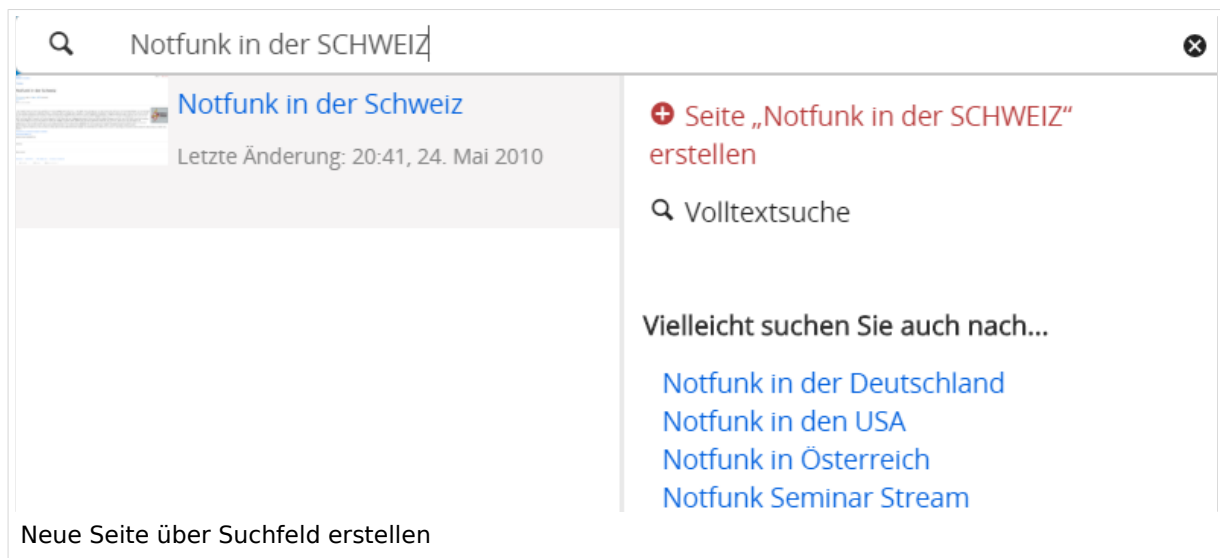 Notfunk in der SCHWEIZ
Notfunk in der Schweiz
Letzte Änderung: 20:41, 24. Mai 2010
Seite „Notfunk in der SCHWEIZ“
erstellen
Volltextsuche
Vielleicht suchen Sie auch nach...
Notfunk in der Deutschland
Notfunk in den USA
Notfunk in Österreich
Notfunk Seminar Stream
Neue Seite über Suchfeld erstellen